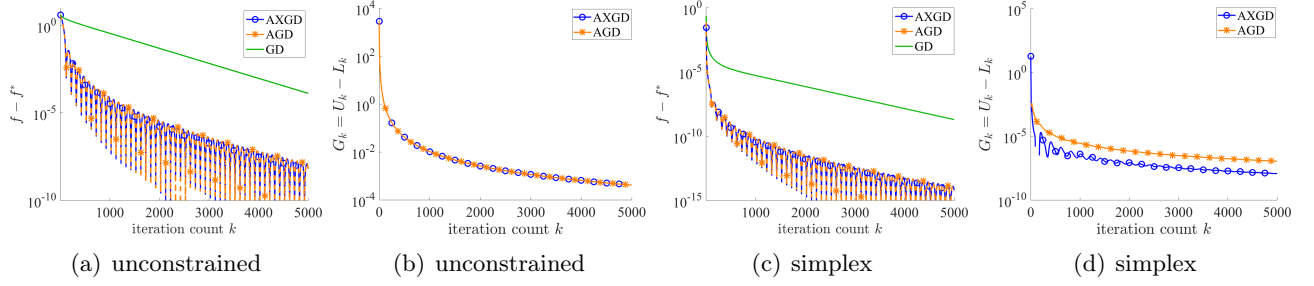 AXGD
AGD
GD
10^0
10^{-5}
10^{-10}
f − f*
1000 2000 3000 4000 5000
iteration count k
(a) unconstrained
AXGD
AGD
10^4
10^2
10^0
10^{-2}
10^{-4}
G_k = U_k − L_k
0 1000 2000 3000 4000 5000
iteration count k
(b) unconstrained
AXGD
AGD
GD
10^0
10^{-5}
10^{-10}
10^{-15}
f − f*
1000 2000 3000 4000 5000
iteration count k
(c) simplex
AXGD
AGD
10^5
10^0
10^{-5}
10^{-10}
G_k = U_k − L_k
0 1000 2000 3000 4000 5000
iteration count k
(d) simplex